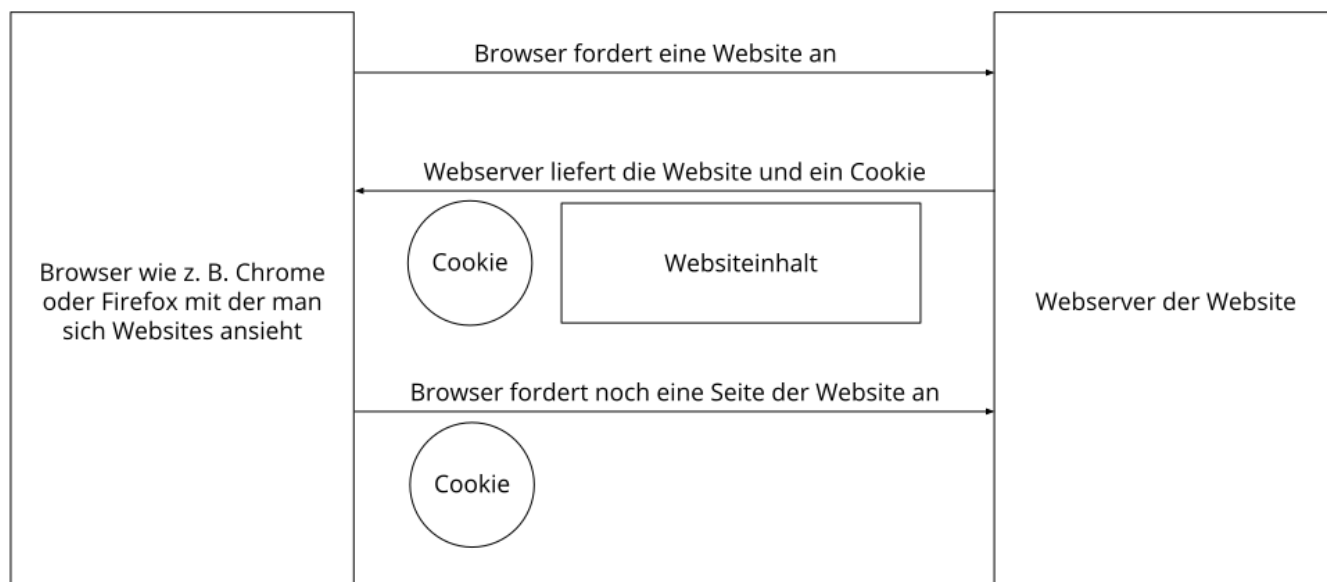 Browser fordert eine Website an
Webserver liefert die Website und ein Cookie
Cookie
Websiteinhalt
Browser wie z. B. Chrome
oder Firefox mit der man
sich Websites ansieht
Webserver der Website
Browser fordert noch eine Seite der Website an
Cookie